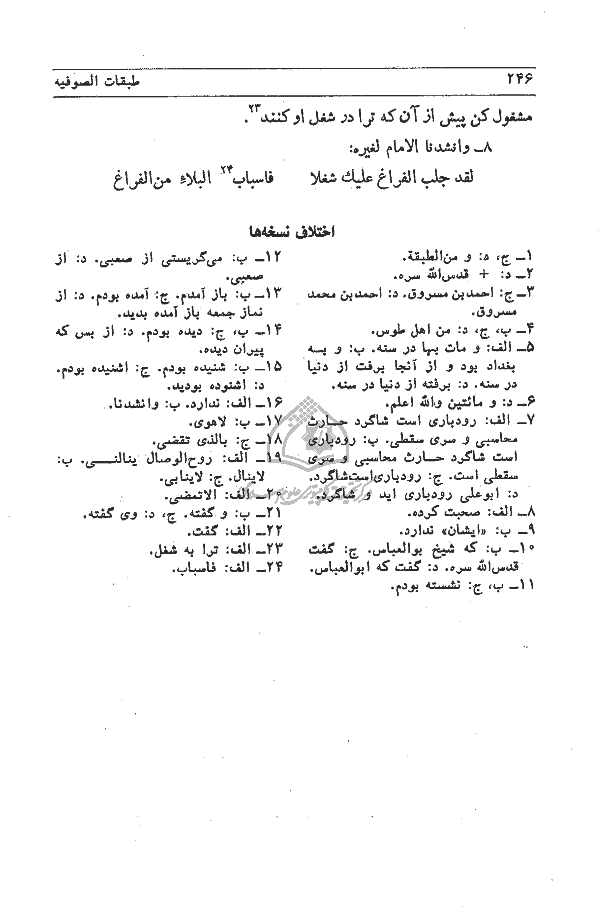 ۲۴۶ طبقات الصوفیه
مشغول کن پیش از آن که ترا در شغل او کنند۲۳.
۸ـ وانشدنا الامام لغیره:
لقد جلب الفراغ علیك شغلا فاسباب۲۴ البلاء من‌الفراغ
اختلاف نسخه‌ها
۱ـ ج، د: و من‌الطبقة.
۲ـ د: + قدس‌الله سره.
۳ـ ج: احمدبن مسروق. د: احمدبن محمد
مسروق.
۴ـ ب، ج، د: من اهل طوس.
۵ـ الف: و مات بها در سنه. ب: و بسه
بغداد بود و از آنجا برفت از دنیا
در سنه. د: برفته از دنیا در سنه.
۶ـ د: و مائتین والله اعلم.
۷ـ الف: رودباری است شاگرد حارث
محاسبی و سری سقطی. ب: رودباری
است شاگرد حارث محاسبی و سری
سقطی است. ج: رودباری‌است‌شاگرد.
د: ابوعلی رودباری اید و شاگرد.
۸ـ الف: صحبت کرده.
۹ـ ب: «ایشان» ندارد.
۱۰ـ ب: که شیخ بوالعباس. ج: گفت
قدس‌الله سره. د: گفت که ابوالعباس.
۱۱ـ ب، ج: نشسته بودم.
۱۲ـ ب: می‌گریستی از صعبی. د: از
صعبی.
۱۳ـ ب: باز آمدم. ج: آمده بودم. د: از
نماز جمعه باز آمده بدید.
۱۴ـ ب، ج: دیده بودم. د: از بس که
پیران دیده.
۱۵ـ ب: شنیده بودم. ج: اشنیده بودم.
د: اشنوده بودید.
۱۶ـ الف: ندارد. ب: وانشدنا.
۱۷ـ ب: لاهوی.
۱۸ـ ج: بالذی تقضی.
۱۹ـ الف: روح‌الوصال ینالنـی. ب:
لاینال. ج: لاینابی.
۲۰ـ الف: الاتمضی.
۲۱ـ ب: و گفته. ج، د: وی گفته.
۲۲ـ الف: گفت.
۲۳ـ الف: ترا به شغل.
۲۴ـ الف: فاسباب.